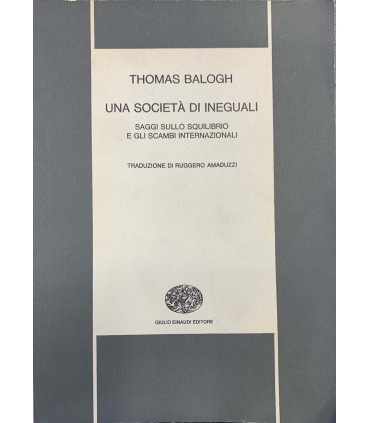 THOMAS BALOGH
UNA SOCIETÀ DI INEGUALI
SAGGI SULLO SQUILIBRIO
E GLI SCAMBI INTERNAZIONALI
TRADUZIONE DI RUGGERO AMADUZZI
GIULIO EINAUDI EDITORE